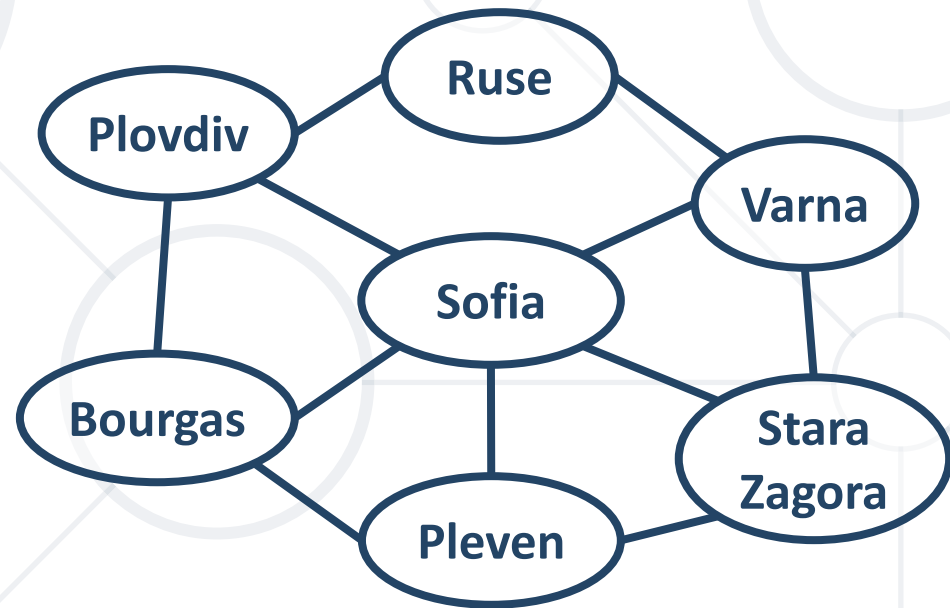 Ruse
Plovdiv
Varna
Sofia
Bourgas
Stara
Zagora
Pleven